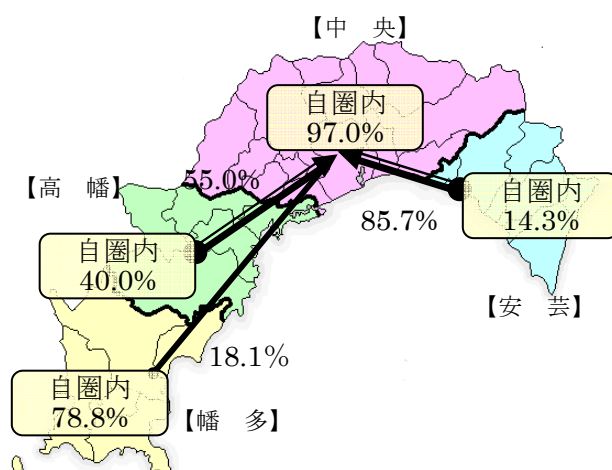 【中　央】
自圏内
97.0%
【高　幡】
55.0%
自圏内
14.3%
85.7%
自圏内
40.0%
【安　芸】
18.1%
自圏内
78.8%
【幡　多】